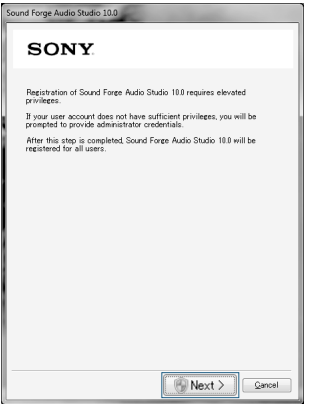 Sound Forge Audio Studio 10.0
SONY
Registration of Sound Forge Audio Studio 10.0 requires elevated
privileges.
If your user account does not have sufficient privileges, you will be
prompted to provide administrator credentials.
After this step is completed, Sound Forge Audio Studio 10.0 will be
registered for all users.
Next >
Cancel